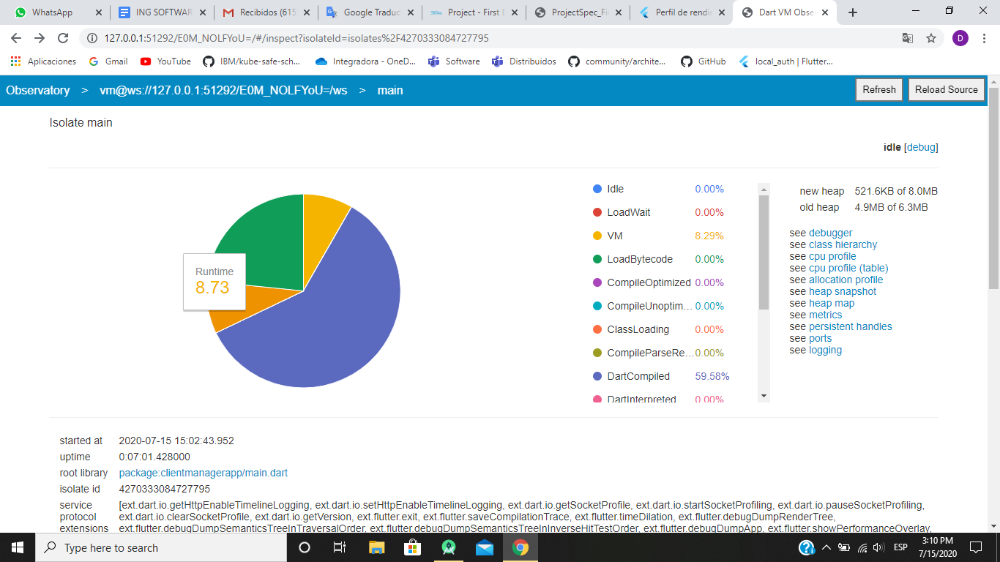 WhatsApp
ING SOFTWAR
Recibidos (615
Google Traduc
Project - First E
ProjectSpec_Fi
Perfil de rendir
Dart VM Obse
127.0.0.1:51292/E0M_NOLFYoU=/#/inspect?isolateId=isolates%2F4270333084727795
D
Aplicaciones
Gmail
YouTube
IBM/kube-safe-sch...
Integradora - OneD...
Software
Distribuidos
community/archite...
GitHub
local_auth | Flutter...
Observatory > vm@ws://127.0.0.1:51292/E0M_NOLFYoU=/ws > main
Refresh
Reload Source
Isolate main
idle [debug]
Runtime
8.73
Idle 0.00%
LoadWait 0.00%
VM 8.29%
LoadBytecode 0.00%
CompileOptimized 0.00%
CompileUnoptim... 0.00%
ClassLoading 0.00%
CompileParseRe... 0.00%
DartCompiled 59.58%
DartInterpreted 0.00%
new heap 521.6KB of 8.0MB
old heap 4.9MB of 6.3MB
see debugger
see class hierarchy
see cpu profile
see cpu profile (table)
see allocation profile
see heap snapshot
see heap map
see metrics
see persistent handles
see ports
see logging
started at 2020-07-15 15:02:43.952
uptime 0:07:01.428000
root library package:clientmanagerapp/main.dart
isolate id 4270333084727795
service [ext.dart.io.getHttpEnableTimelineLogging, ext.dart.io.setHttpEnableTimelineLogging, ext.dart.io.getSocketProfile, ext.dart.io.startSocketProfiling, ext.dart.io.pauseSocketProfiling,
protocol ext.dart.io.clearSocketProfile, ext.dart.io.getVersion, ext.flutter.exit, ext.flutter.saveCompilationTrace, ext.flutter.timeDilation, ext.flutter.debugDumpRenderTree,
extensions ext.flutter.debugDumpSemanticsTreeInTraversalOrder, ext.flutter.debugDumpSemanticsTreeInInverseHitTestOrder, ext.flutter.debugDumpApp, ext.flutter.showPerformanceOverlay,
Type here to search
ESP
3:10 PM
7/15/2020